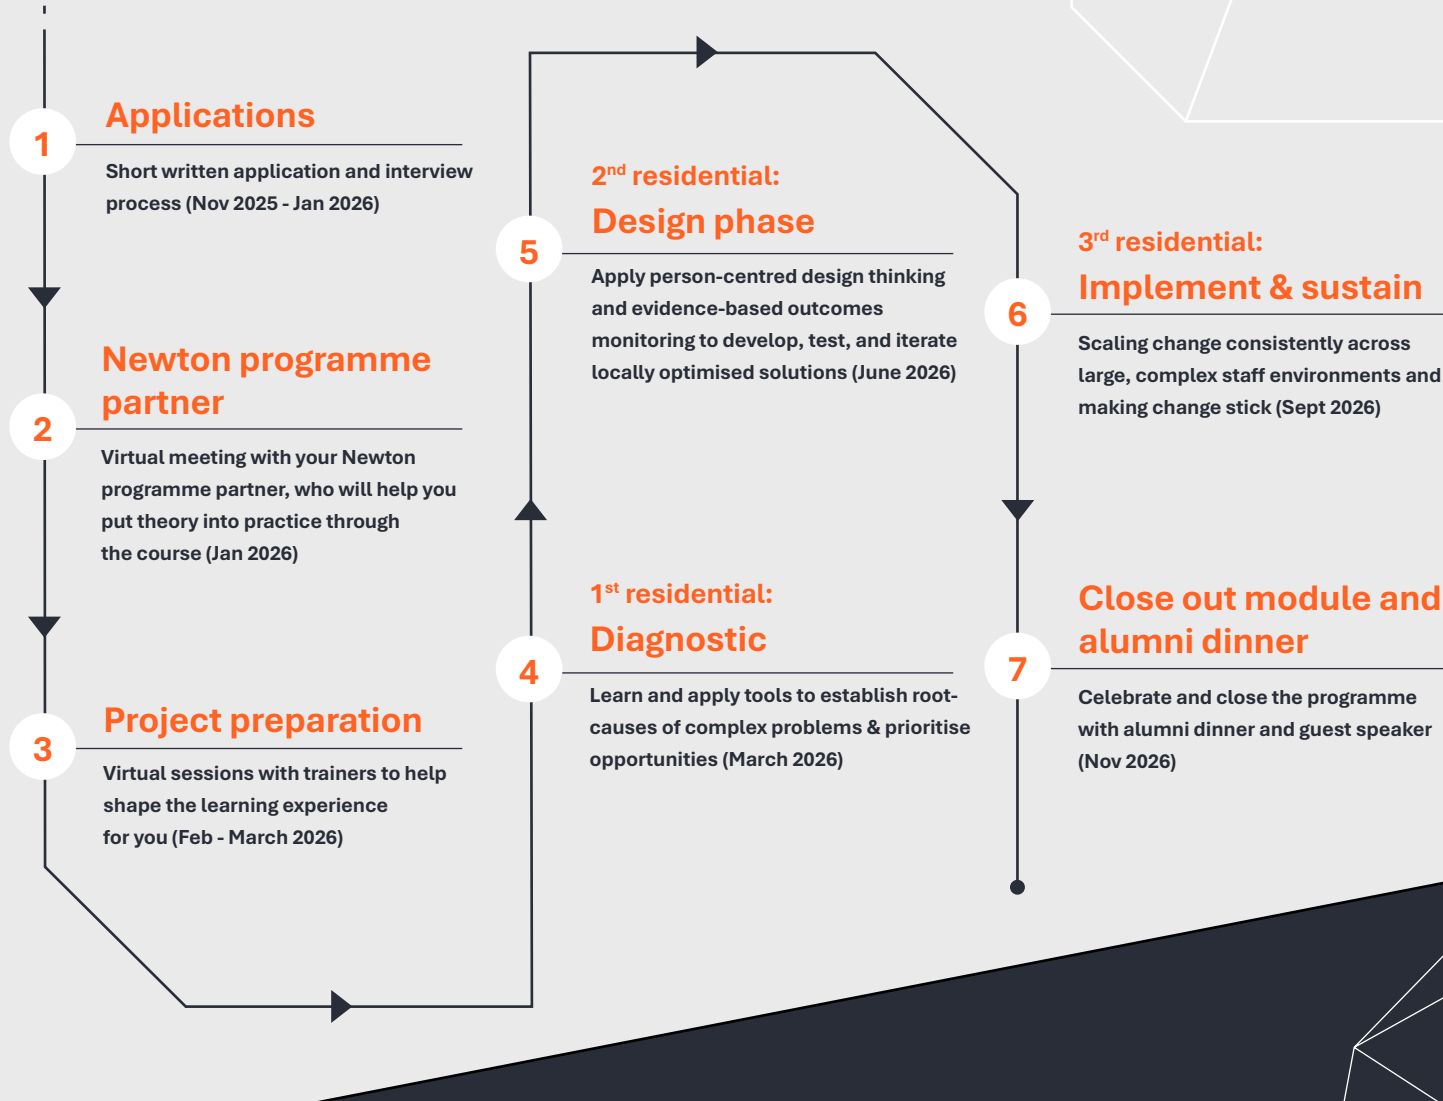 1
Applications
Short written application and interview
process (Nov 2025 - Jan 2026)
2
Newton programme
partner
Virtual meeting with your Newton
programme partner, who will help you
put theory into practice through
the course (Jan 2026)
3
Project preparation
Virtual sessions with trainers to help
shape the learning experience
for you (Feb - March 2026)
4
1st residential:
Diagnostic
Learn and apply tools to establish root-
causes of complex problems & prioritise
opportunities (March 2026)
5
2nd residential:
Design phase
Apply person-centred design thinking
and evidence-based outcomes
monitoring to develop, test, and iterate
locally optimised solutions (June 2026)
6
3rd residential:
Implement & sustain
Scaling change consistently across
large, complex staff environments and
making change stick (Sept 2026)
7
Close out module and
alumni dinner
Celebrate and close the programme
with alumni dinner and guest speaker
(Nov 2026)